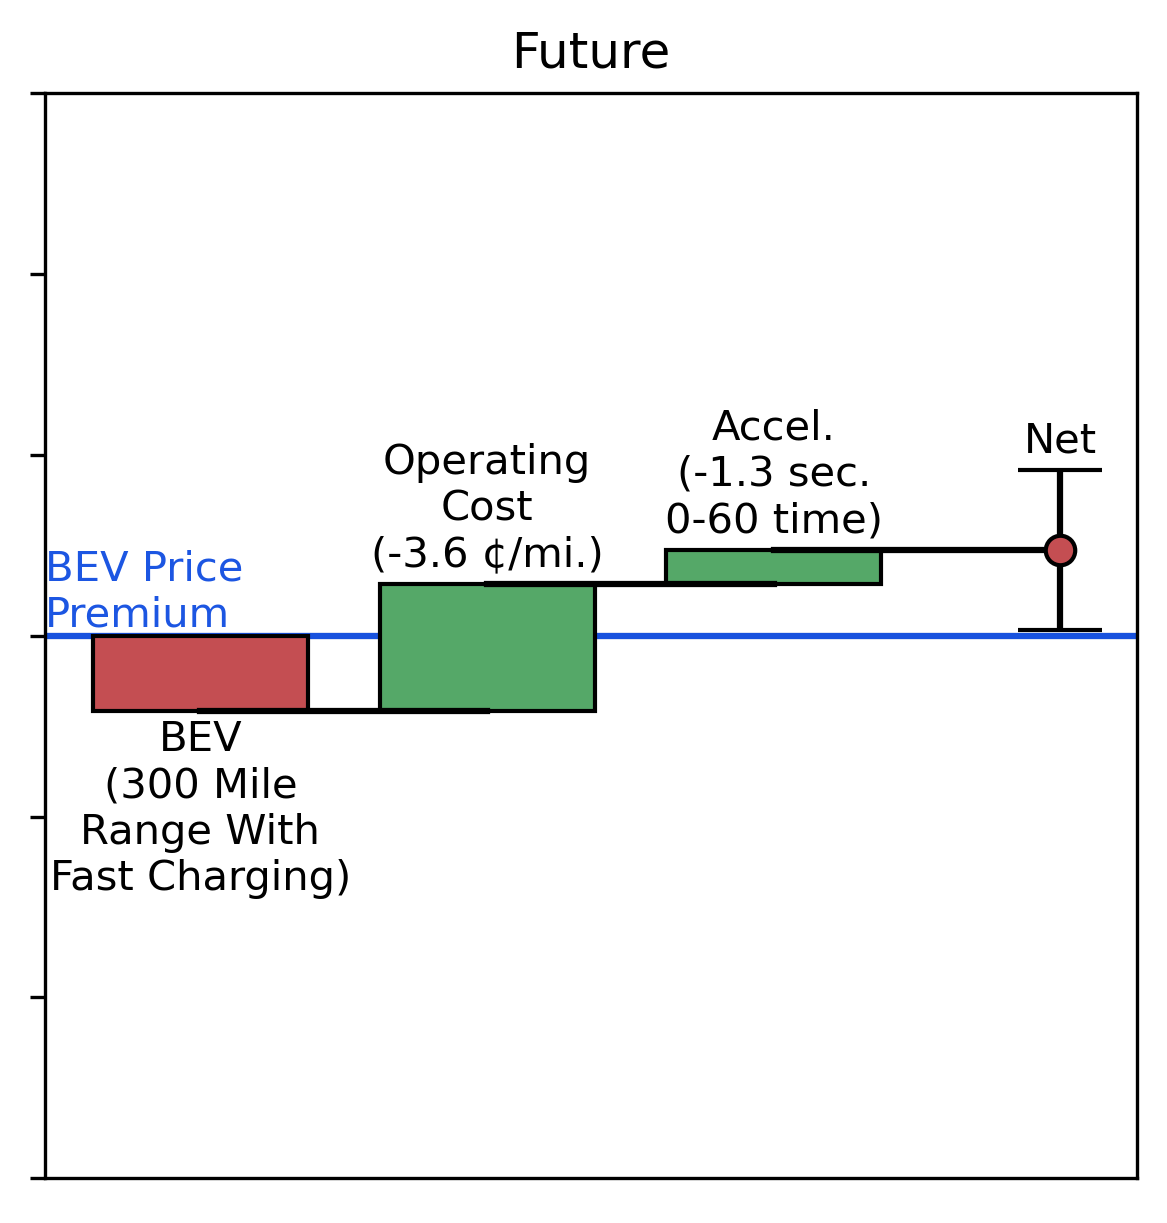 Future
BEV Price
Premium
BEV
(300 Mile
Range With
Fast Charging)
Operating
Cost
(-3.6 ¢/mi.)
Accel.
(-1.3 sec.
0-60 time)
Net